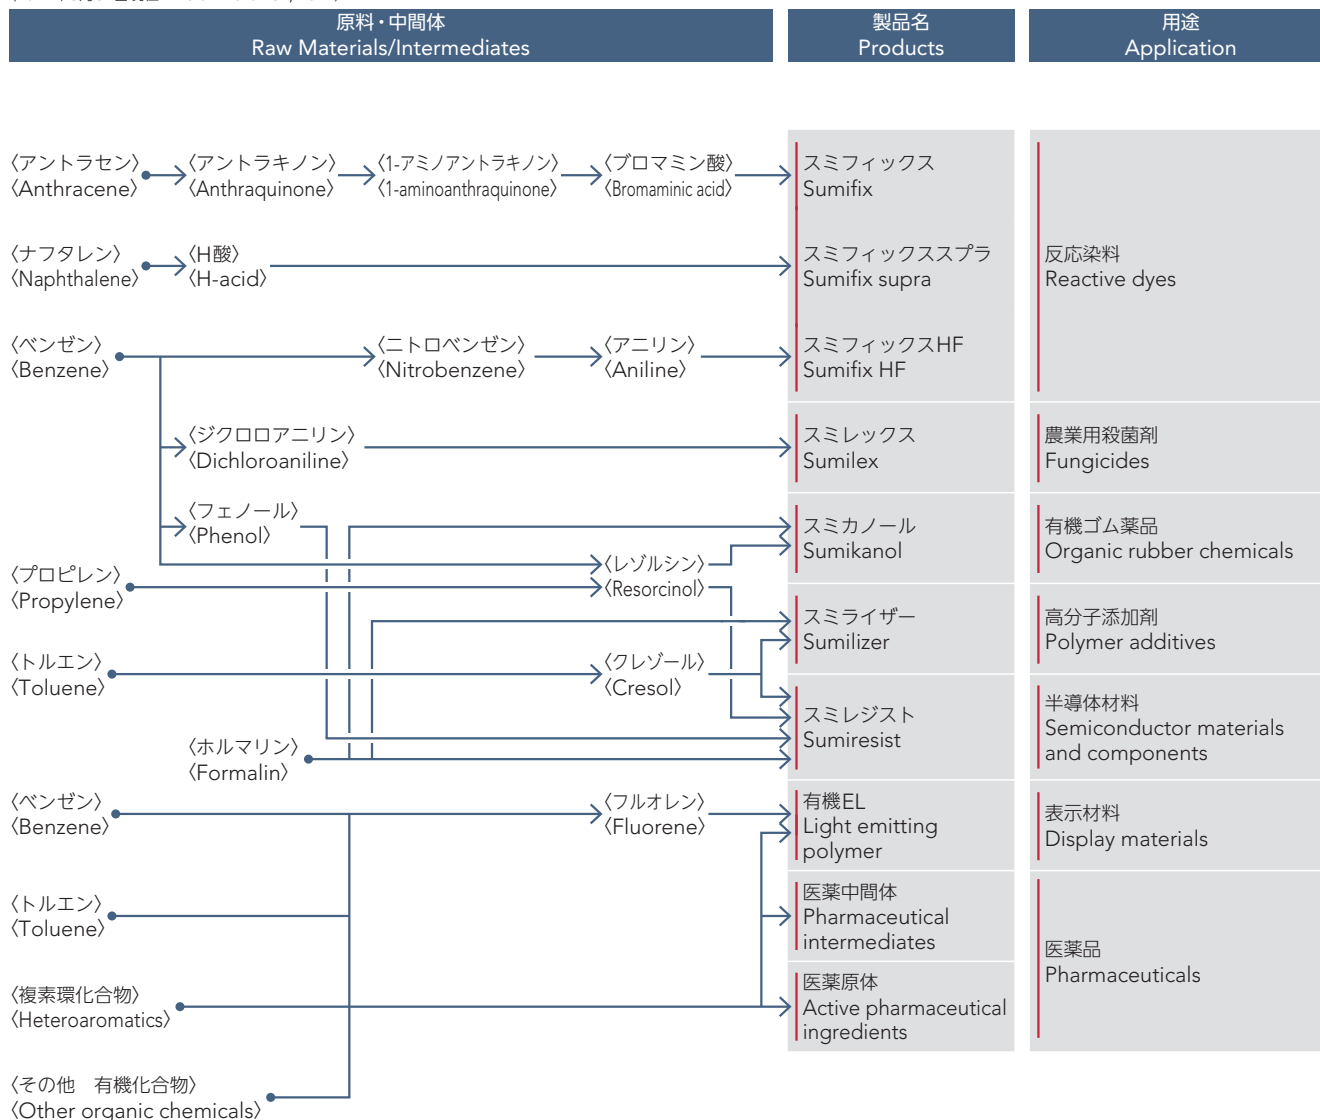 原料・中間体
Raw Materials/Intermediates
製品名
Products
用途
Application
〈アントラセン〉
〈Anthracene〉
〈アントラキノン〉
〈Anthraquinone〉
〈1-アミノアントラキノン〉
〈1-aminoanthraquinone〉
〈ブロマミン酸〉
〈Bromaminic acid〉
スミフィックス
Sumifix
〈ナフタレン〉
〈Naphthalene〉
〈H酸〉
〈H-acid〉
スミフィックススプラ
Sumifix supra
反応染料
Reactive dyes
〈ベンゼン〉
〈Benzene〉
〈ニトロベンゼン〉
〈Nitrobenzene〉
〈アニリン〉
〈Aniline〉
スミフィックスHF
Sumifix HF
〈ジクロロアニリン〉
〈Dichloroaniline〉
スミレックス
Sumilex
農業用殺菌剤
Fungicides
〈フェノール〉
〈Phenol〉
スミカノール
Sumikanol
有機ゴム薬品
Organic rubber chemicals
〈レゾルシン〉
〈Resorcinol〉
〈プロピレン〉
〈Propylene〉
スミライザー
Sumilizer
高分子添加剤
Polymer additives
〈トルエン〉
〈Toluene〉
〈クレゾール〉
〈Cresol〉
スミレジスト
Sumiresist
半導体材料
Semiconductor materials
and components
〈ホルマリン〉
〈Formalin〉
〈ベンゼン〉
〈Benzene〉
〈フルオレン〉
〈Fluorene〉
有機EL
Light emitting
polymer
表示材料
Display materials
〈トルエン〉
〈Toluene〉
医薬中間体
Pharmaceutical
intermediates
医薬品
Pharmaceuticals
〈複素環化合物〉
〈Heteroaromatics〉
医薬原体
Active pharmaceutical
ingredients
〈その他　有機化合物〉
〈Other organic chemicals〉